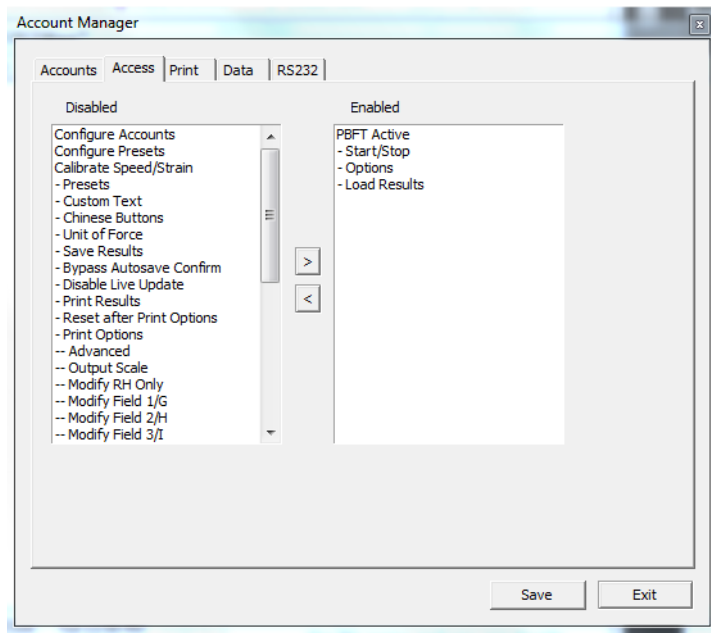 Account Manager
Accounts Access Print Data RS232
Disabled
Configure Accounts
Configure Presets
Calibrate Speed/Strain
- Presets
- Custom Text
- Chinese Buttons
- Unit of Force
- Save Results
- Bypass Autosave Confirm
- Disable Live Update
- Print Results
- Reset after Print Options
- Print Options
-- Advanced
-- Output Scale
-- Modify RH Only
-- Modify Field 1/G
-- Modify Field 2/H
-- Modify Field 3/I
>
<
Enabled
PBFT Active
- Start/Stop
- Options
- Load Results
Save Exit